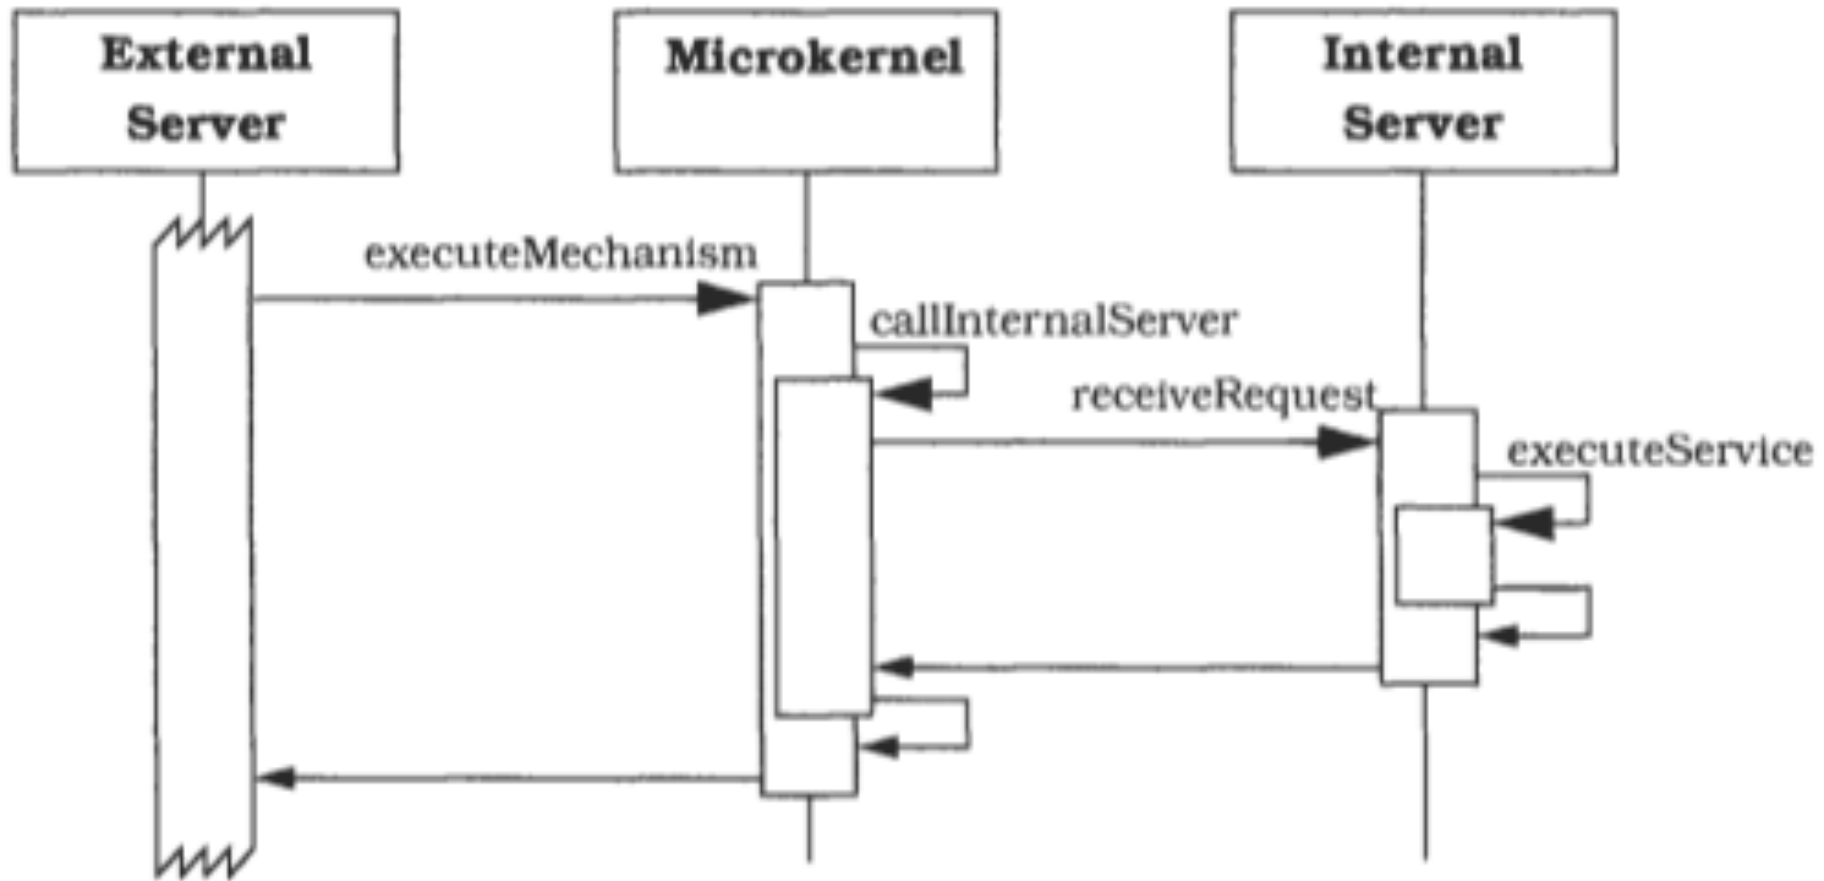 External
Server
Microkernel
Internal
Server
executeMechanism
callInternalServer
receiveRequest
executeService